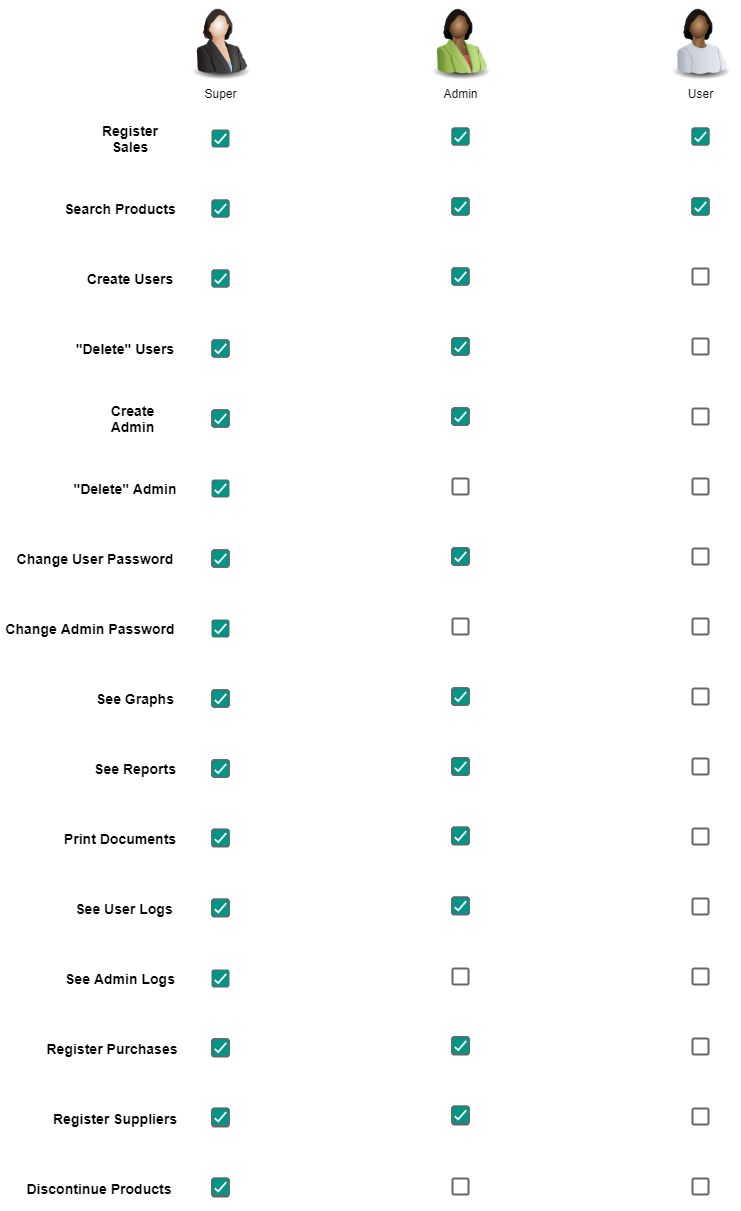 Super Admin User
Register
Sales
Search Products
Create Users
"Delete" Users
Create
Admin
"Delete" Admin
Change User Password
Change Admin Password
See Graphs
See Reports
Print Documents
See User Logs
See Admin Logs
Register Purchases
Register Suppliers
Discontinue Products